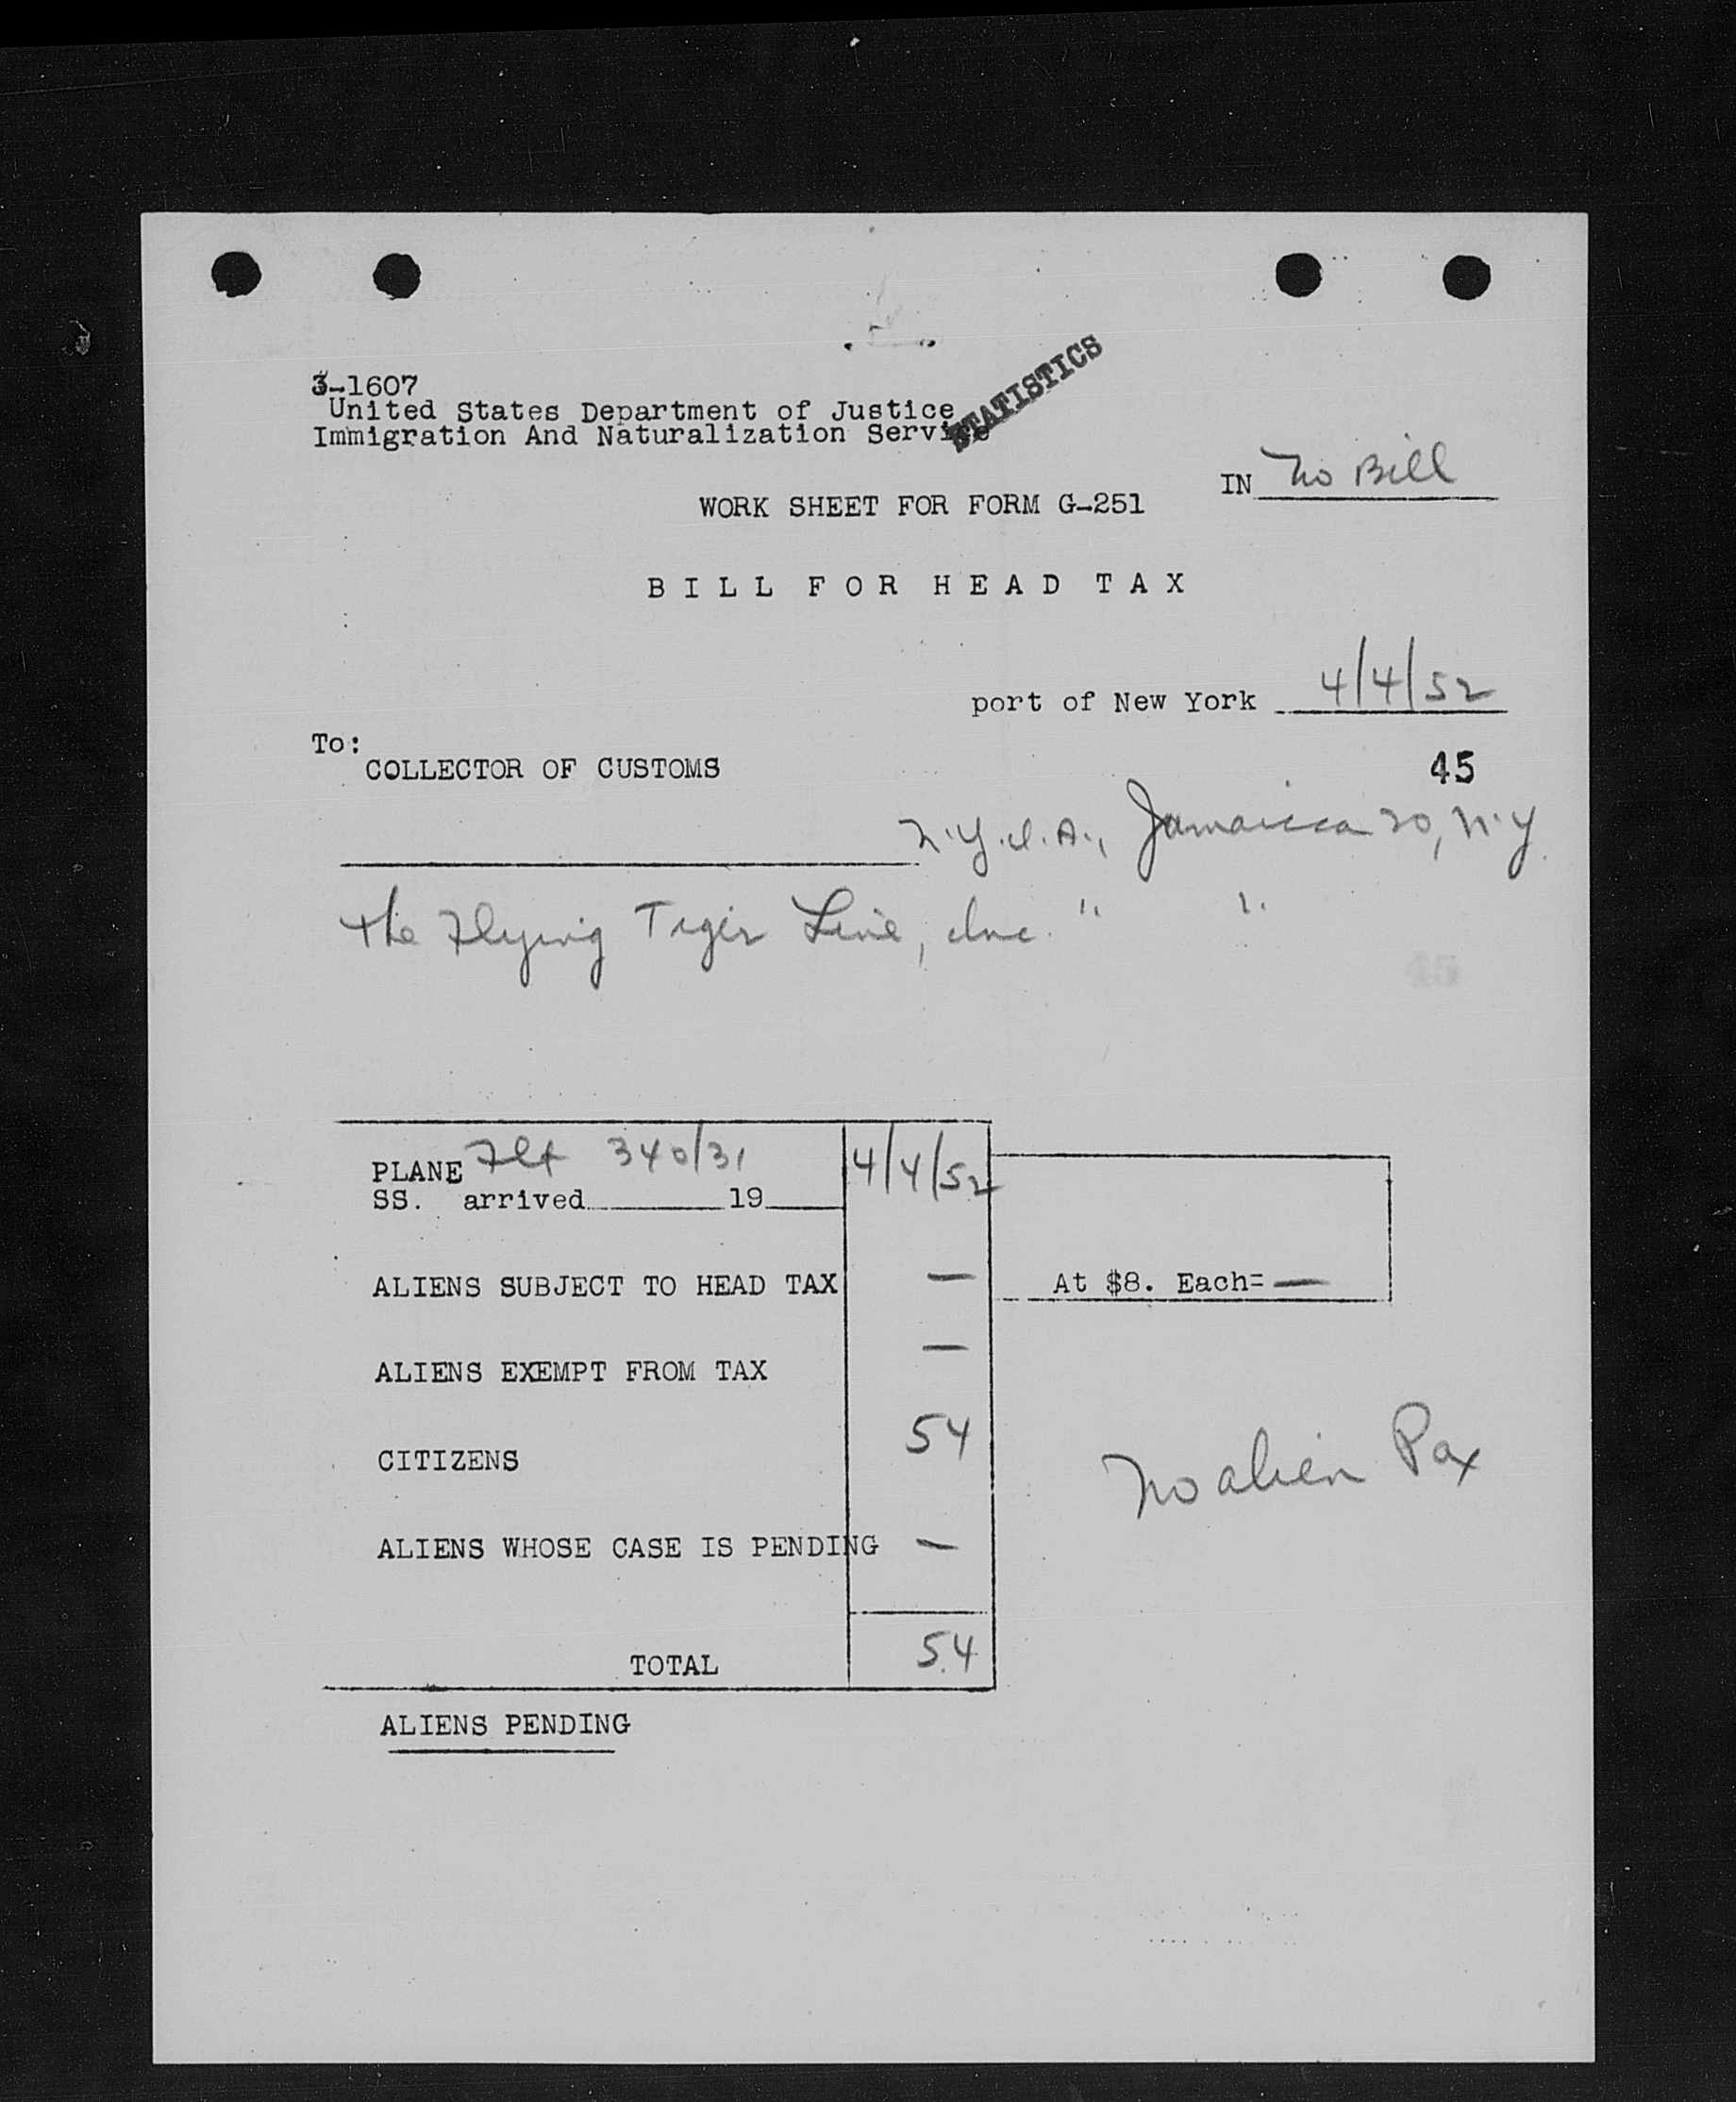 3-1607
United States Department of Justice
Immigration And Naturalization Service
STATISTICS
IN No Bill
WORK SHEET FOR FORM G-251
BILL FOR HEAD TAX
port of New York 4/4/52
To:
COLLECTOR OF CUSTOMS
45
N.Y.I.A., Jamaica 20, N.Y.
The Flying Tiger Line, Inc. " "
45
PLANE Flt 340/31 4/4/52
SS. arrived 19
ALIENS SUBJECT TO HEAD TAX — At $8. Each= —
ALIENS EXEMPT FROM TAX —
CITIZENS 54
No alien Pax
ALIENS WHOSE CASE IS PENDING —
TOTAL 54
ALIENS PENDING